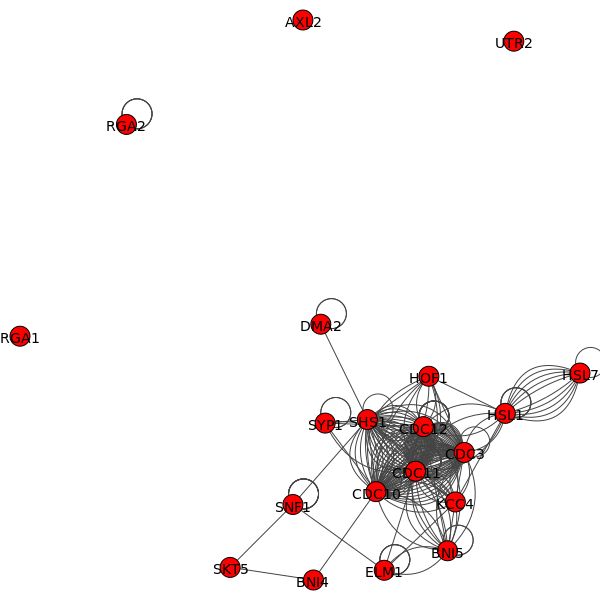 AXL2
UTR2
RGA2
DMA2
RGA1
HSL7
HOF1
HSL1
SYP1
SHS1
CDC12
CDC3
CDC11
CDC10
KCC4
SNF1
BNI5
SKT5
BNI4
ELM1